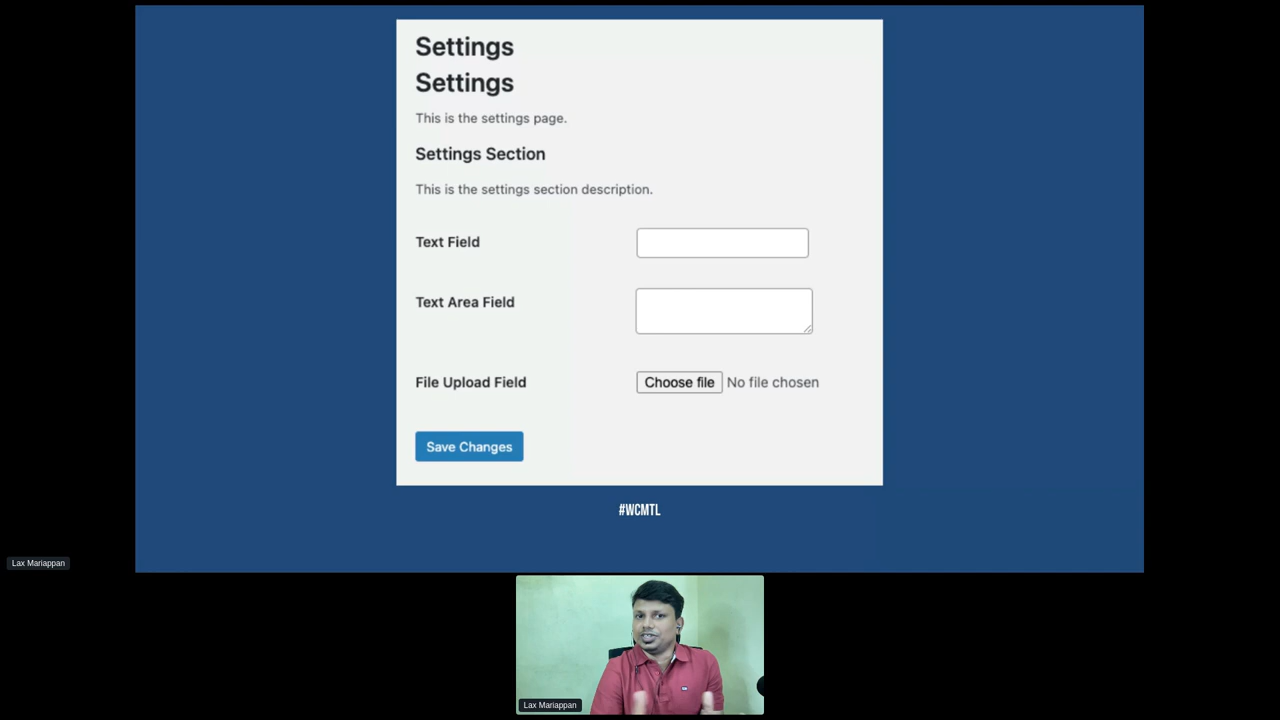 Settings
Settings
This is the settings page.
Settings Section
This is the settings section description.
Text Field
Text Area Field
File Upload Field
Choose file No file chosen
Save Changes
#WCMTL
Lax Mariappan
Lax Mariappan